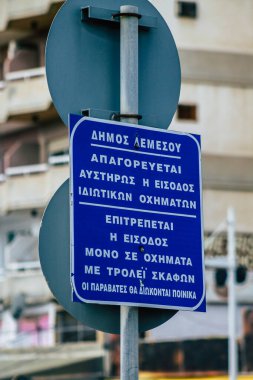 ΔΗΜΟΣ ΛΕΜΕΣΟΥ
ΑΠΑΓΟΡΕΥΕΤΑΙ
ΑΥΣΤΗΡΩΣ Η ΕΙΣΟΔΟΣ
ΙΔΙΩΤΙΚΩΝ ΟΧΗΜΑΤΩΝ
ΕΠΙΤΡΕΠΕΤΑΙ
Η ΕΙΣΟΔΟΣ
ΜΟΝΟ ΣΕ ΟΧΗΜΑΤΑ
ΜΕ ΤΡΟΛΕΪ ΣΚΑΦΩΝ
ΟΙ ΠΑΡΑΒΑΤΕΣ ΘΑ ΔΙΩΚΟΝΤΑΙ ΠΟΙΝΙΚΑ